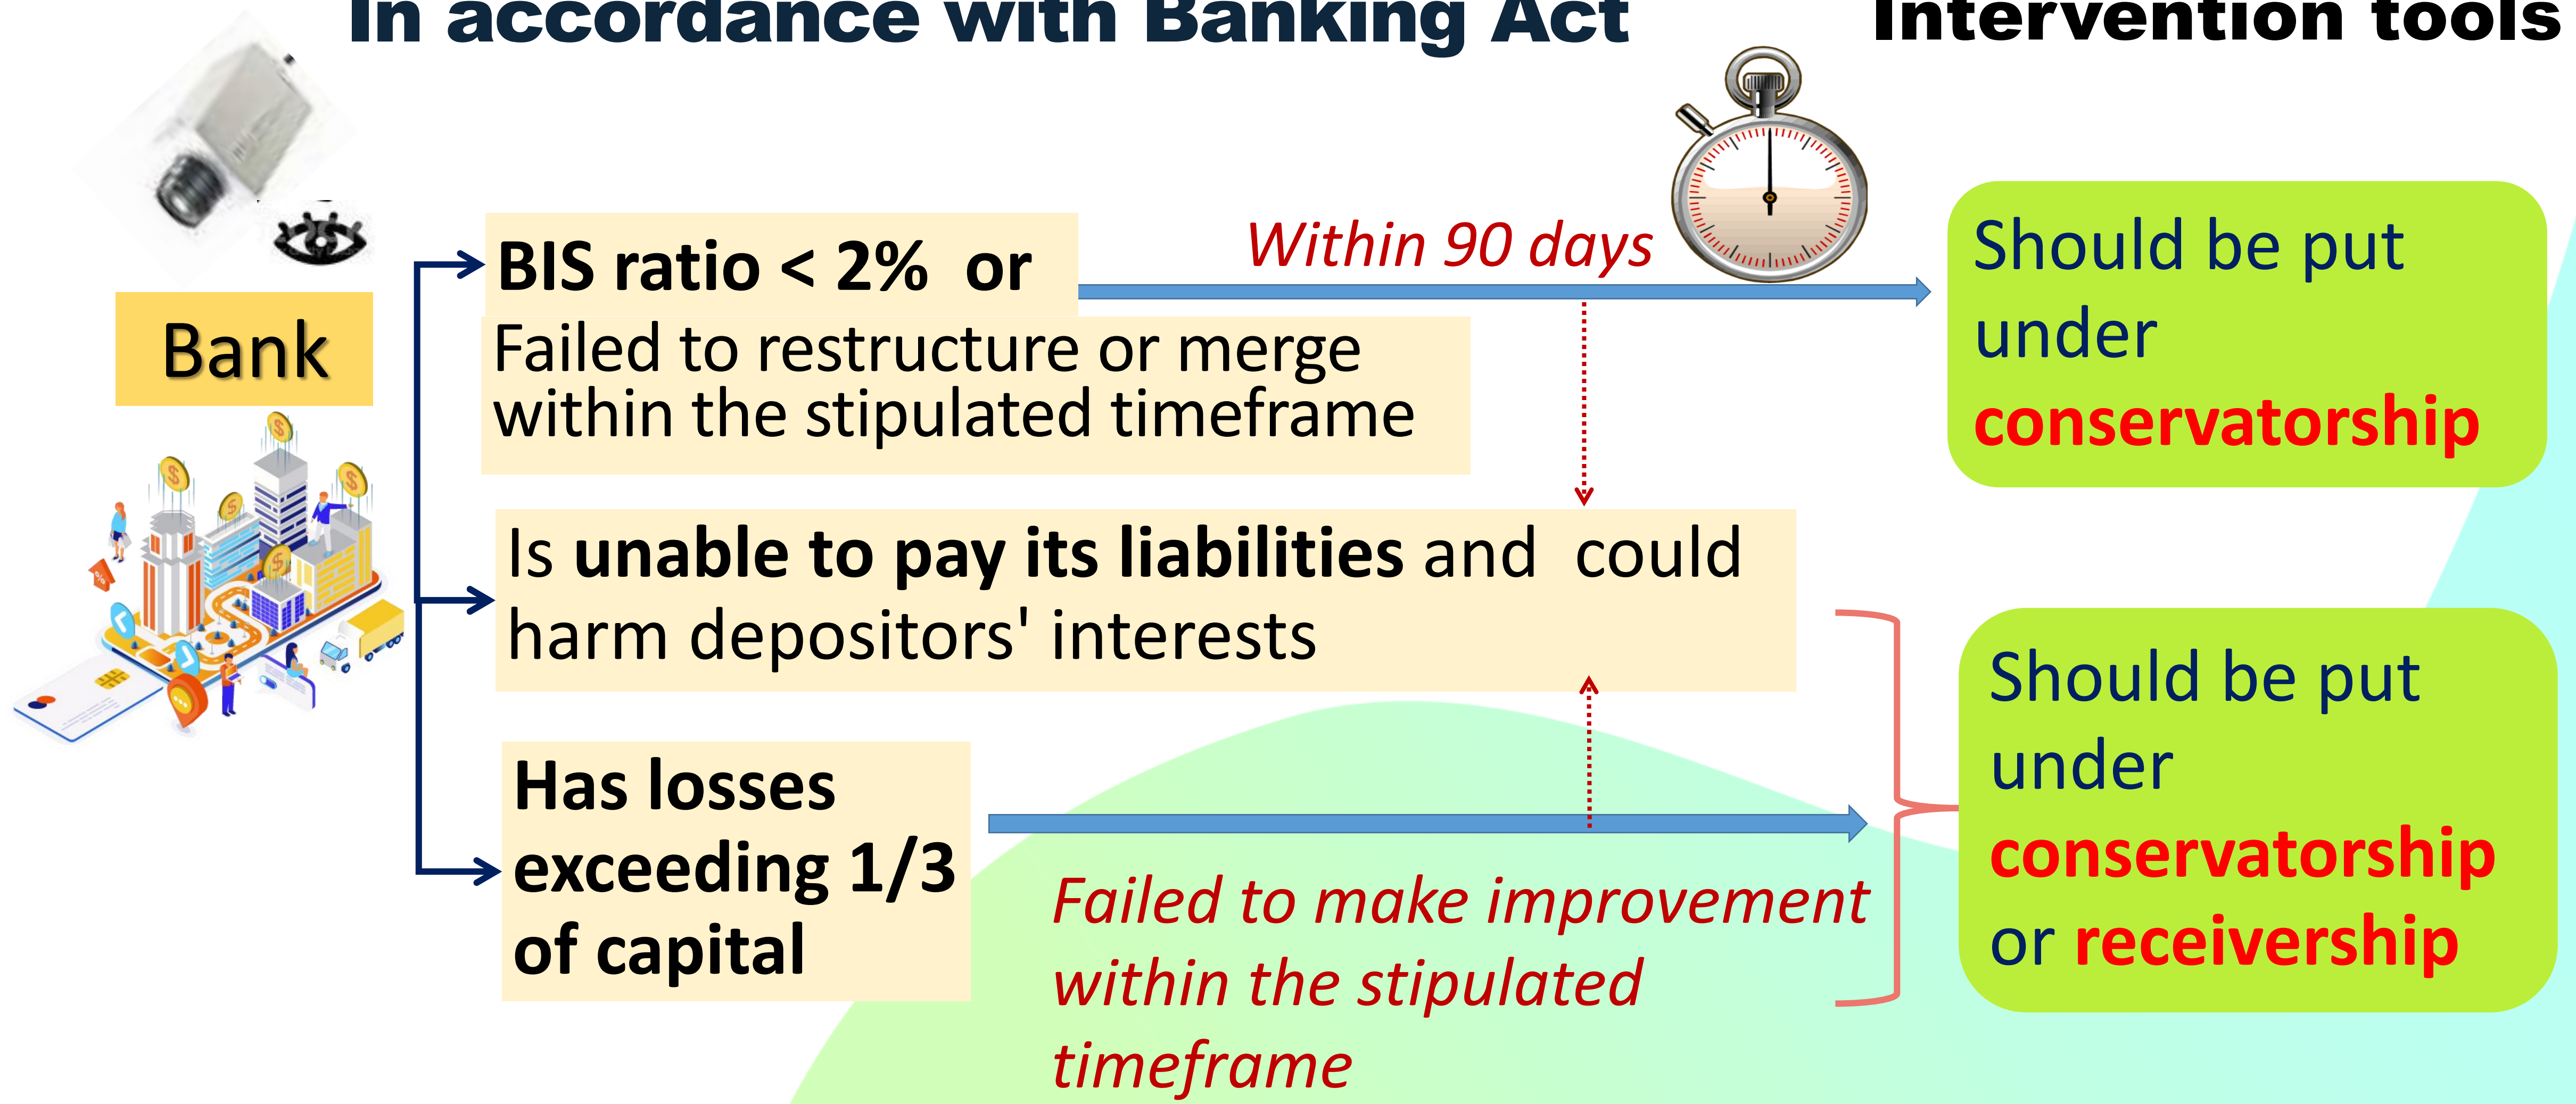 In accordance with Banking Act
Intervention tools
Bank
BIS ratio < 2%  or
Failed to restructure or merge
within the stipulated timeframe
Within 90 days
Should be put
under
conservatorship
Is unable to pay its liabilities and  could
harm depositors' interests
Has losses
exceeding 1/3
of capital
Failed to make improvement
within the stipulated
timeframe
Should be put
under
conservatorship
or receivership